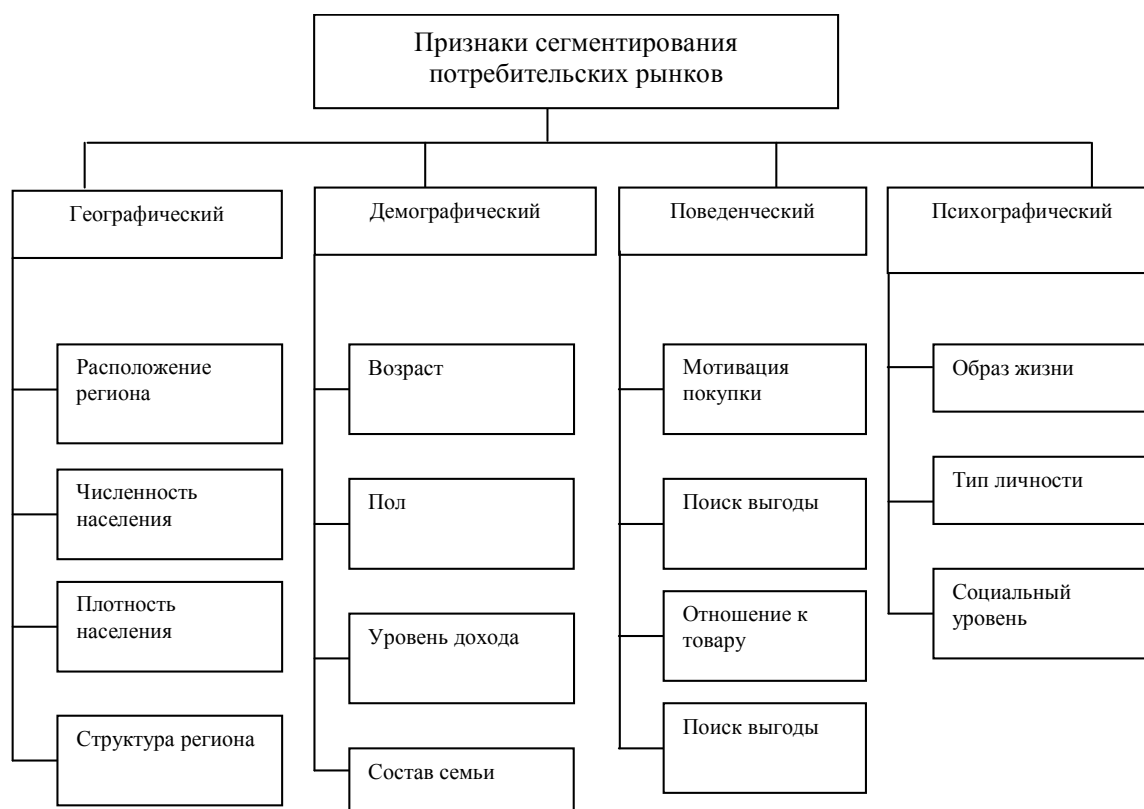 Признаки сегментирования
потребительских рынков
Географический
Демографический
Поведенческий
Психографический
Расположение
региона
Численность
населения
Плотность
населения
Структура региона
Возраст
Пол
Уровень дохода
Состав семьи
Мотивация
покупки
Поиск выгоды
Отношение к
товару
Поиск выгоды
Образ жизни
Тип личности
Социальный
уровень